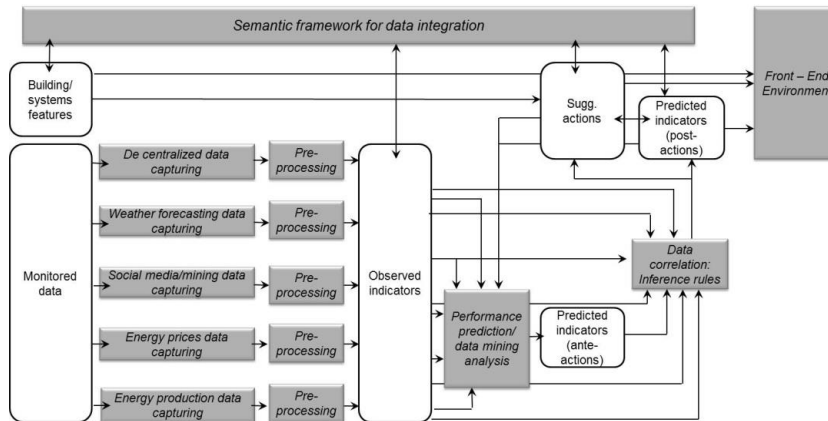 Semantic framework for data integration
Building/
systems
features
Sugg.
actions
Predicted
indicators
(post-
actions)
Front – End
Environment
Monitored
data
De centralized data
capturing
Pre-
processing
Weather forecasting data
capturing
Pre-
processing
Social media/mining data
capturing
Pre-
processing
Energy prices data
capturing
Pre-
processing
Energy production data
capturing
Pre-
processing
Observed
indicators
Performance
prediction/
data mining
analysis
Predicted
indicators
(ante-
actions)
Data
correlation:
Inference rules